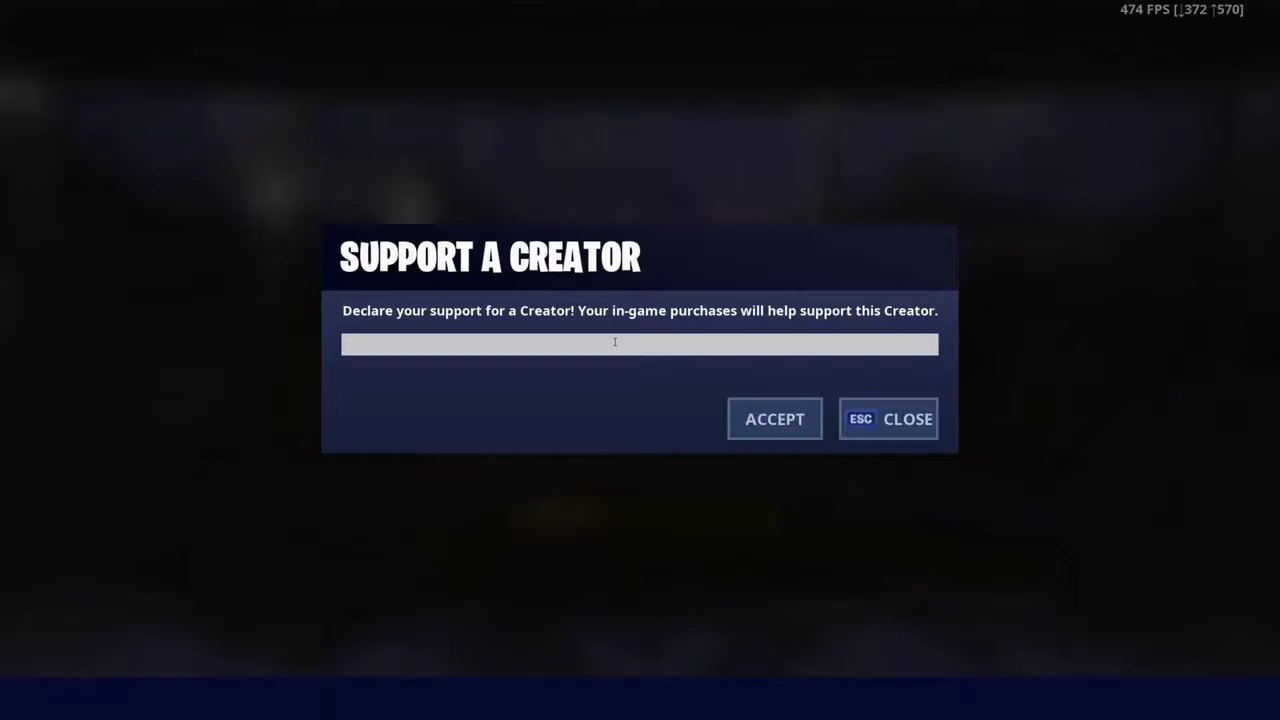 474 FPS [↓372 ↑570]
SUPPORT A CREATOR
Declare your support for a Creator! Your in-game purchases will help support this Creator.
ACCEPT
ESC CLOSE